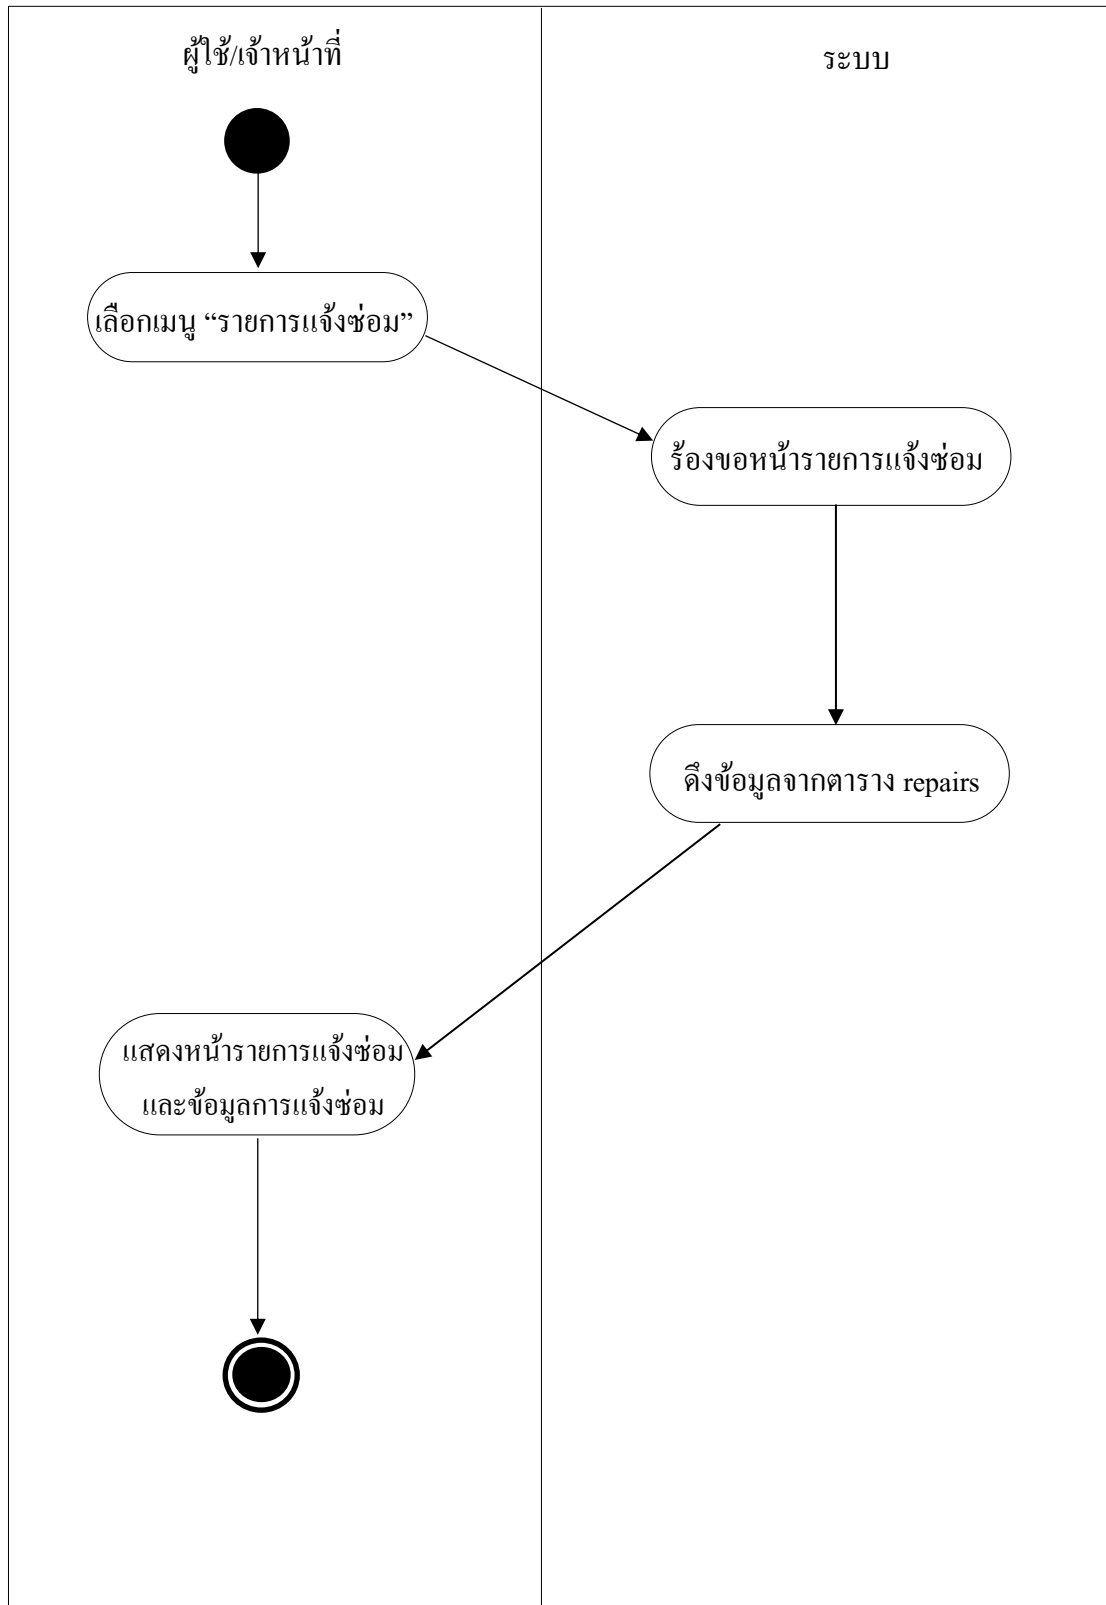 ผู้ใช้/เจ้าหน้าที่
ระบบ
เลือกเมนู “รายการแจ้งซ่อม”
ร้องขอหน้ารายการแจ้งซ่อม
ดึงข้อมูลจากตาราง repairs
แสดงหน้ารายการแจ้งซ่อม
และข้อมูลการแจ้งซ่อม